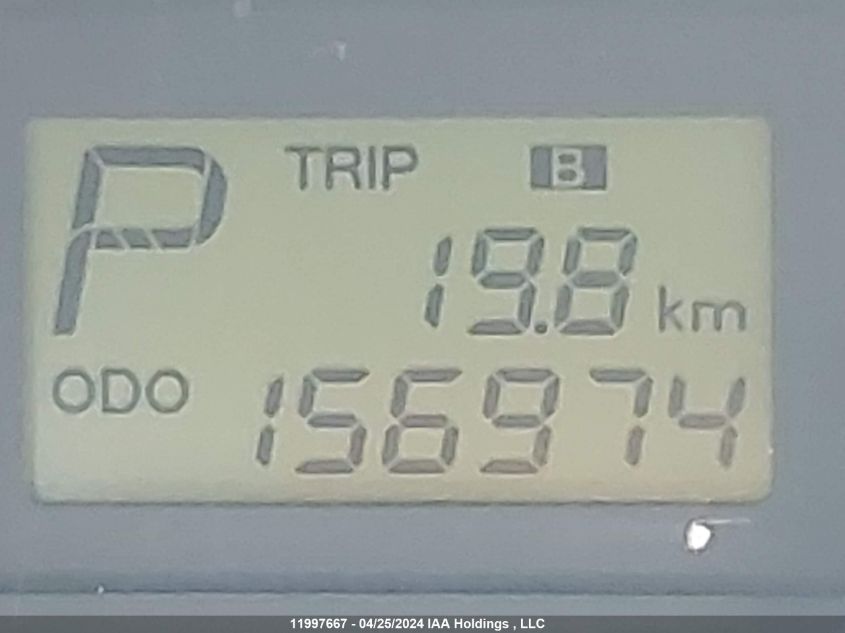 P TRIP B
19.8 km
ODO 156974
11997667 - 04/25/2024 IAA Holdings , LLC